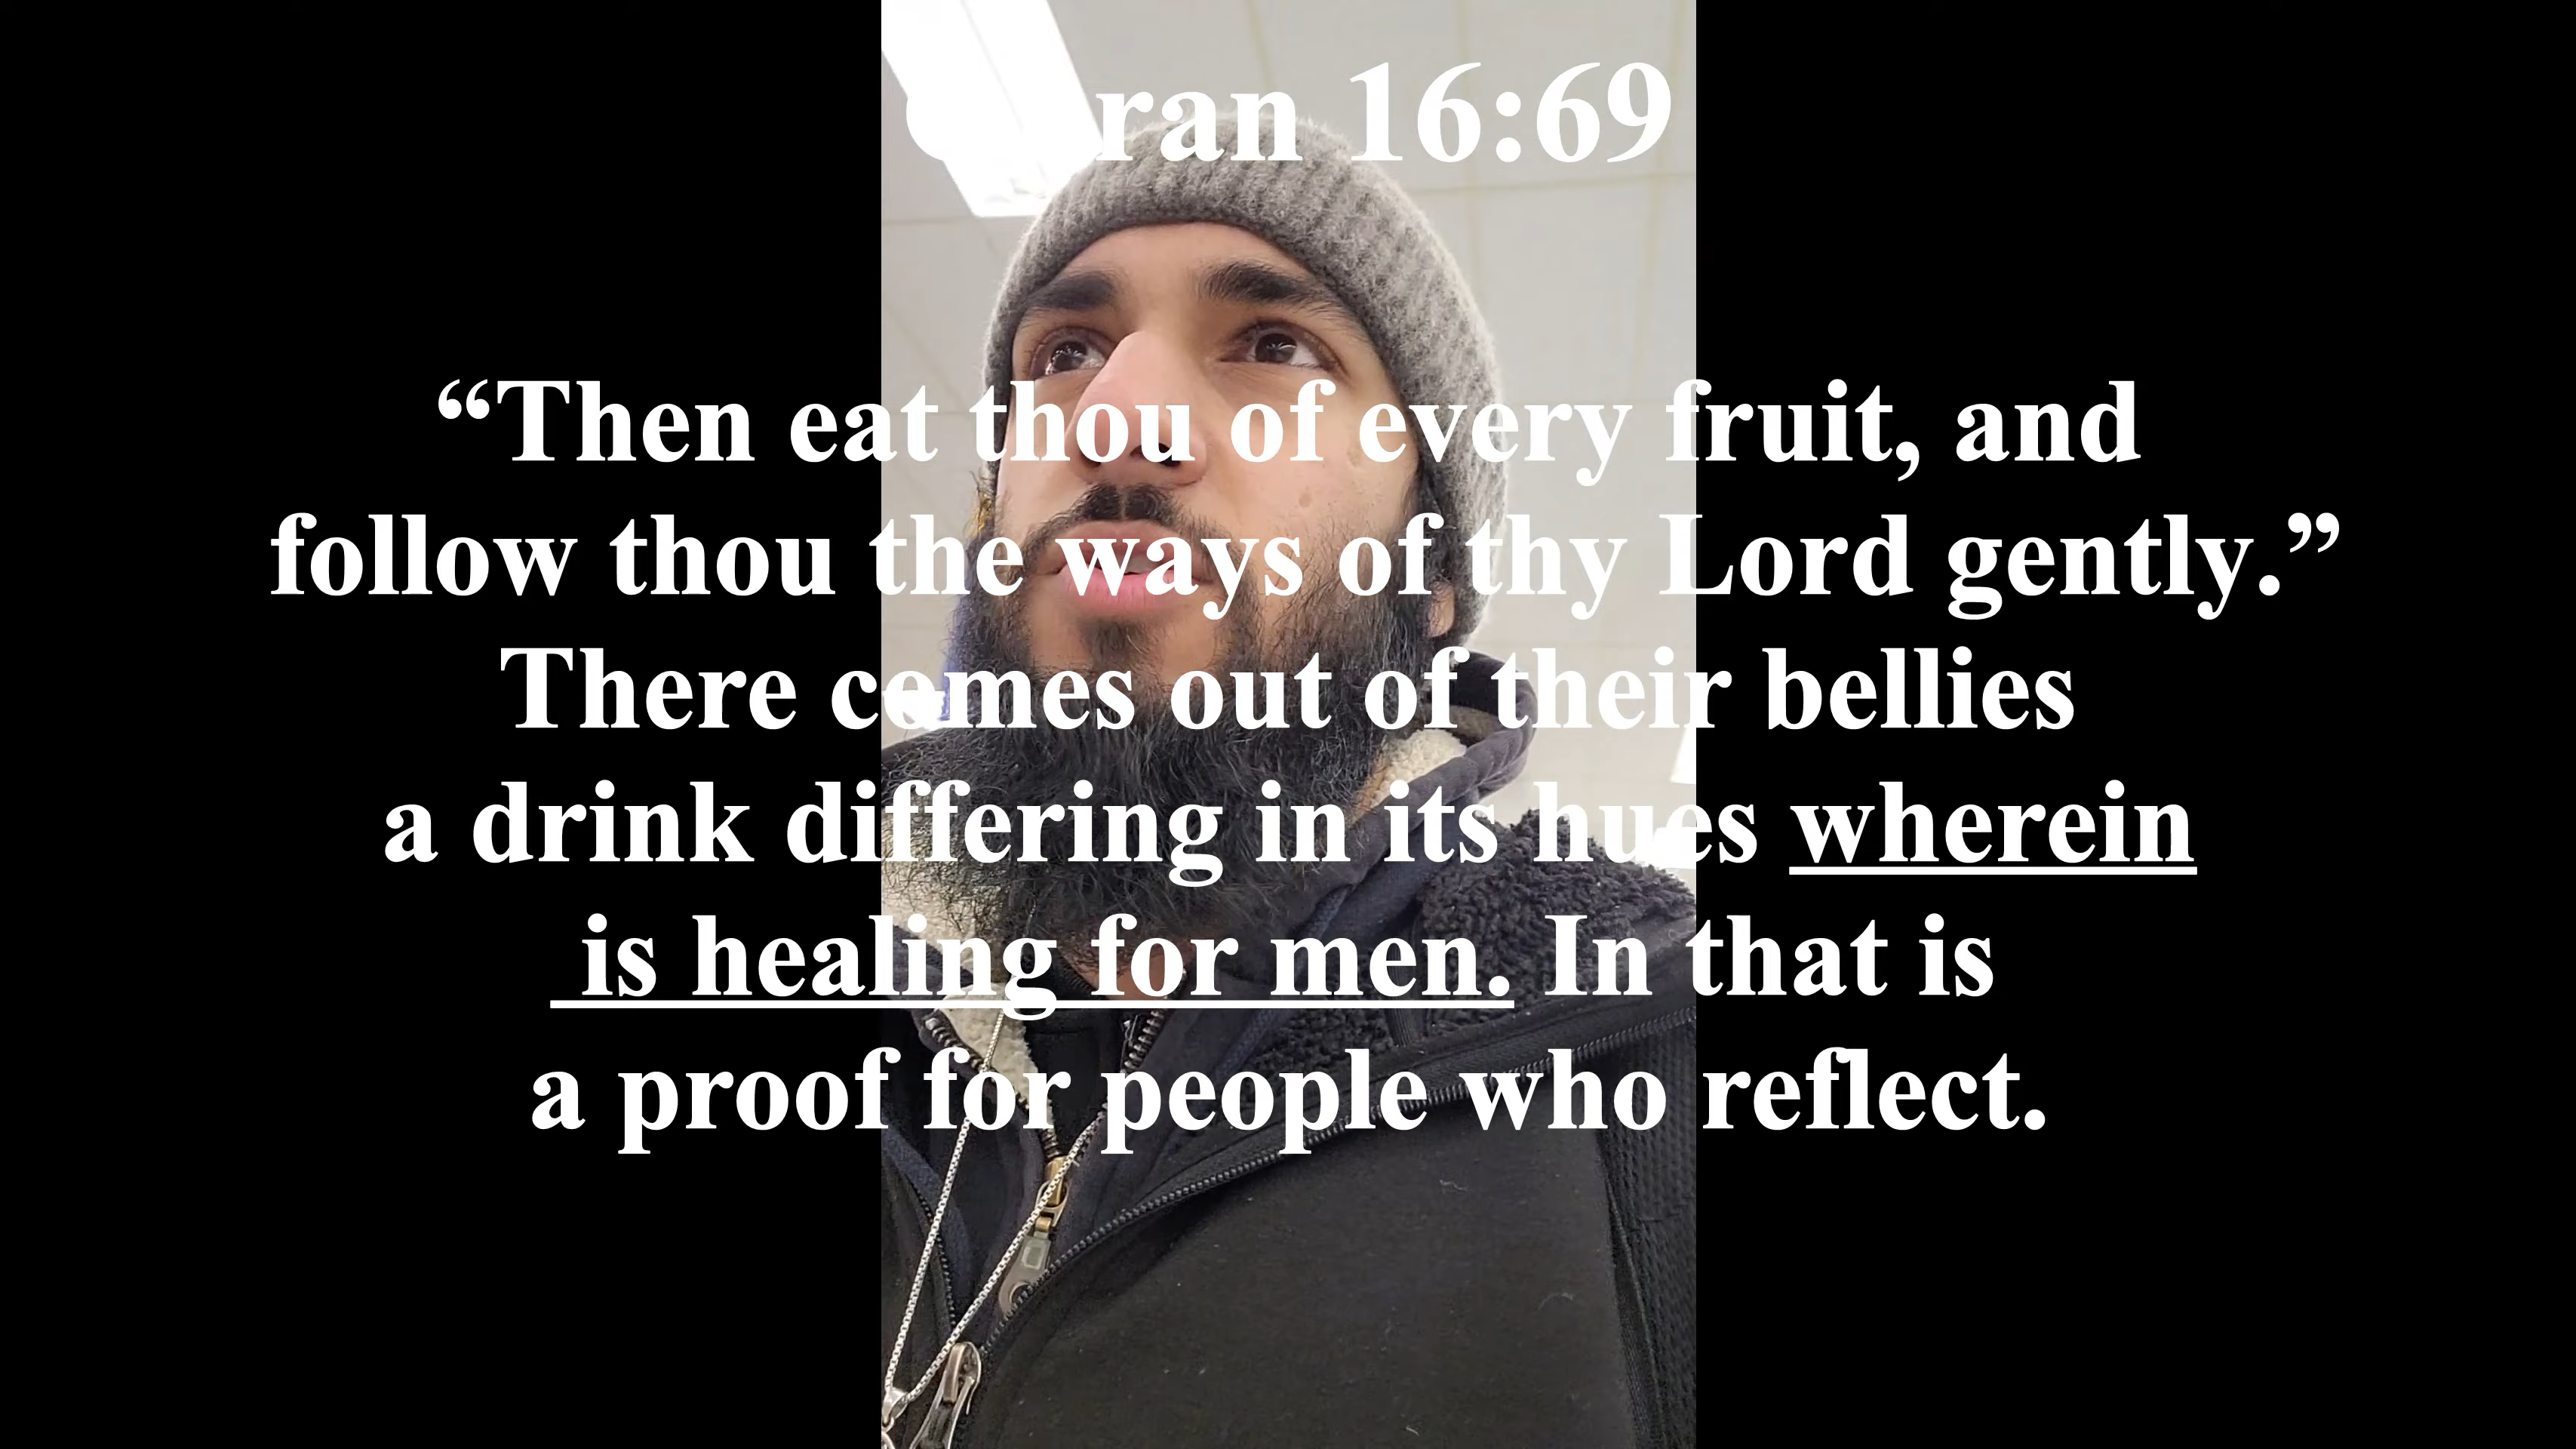 ran 16:69
“Then eat thou of every fruit, and
follow thou the ways of thy Lord gently.”
There comes out of their bellies
a drink differing in its hues wherein
is healing for men. In that is
a proof for people who reflect.